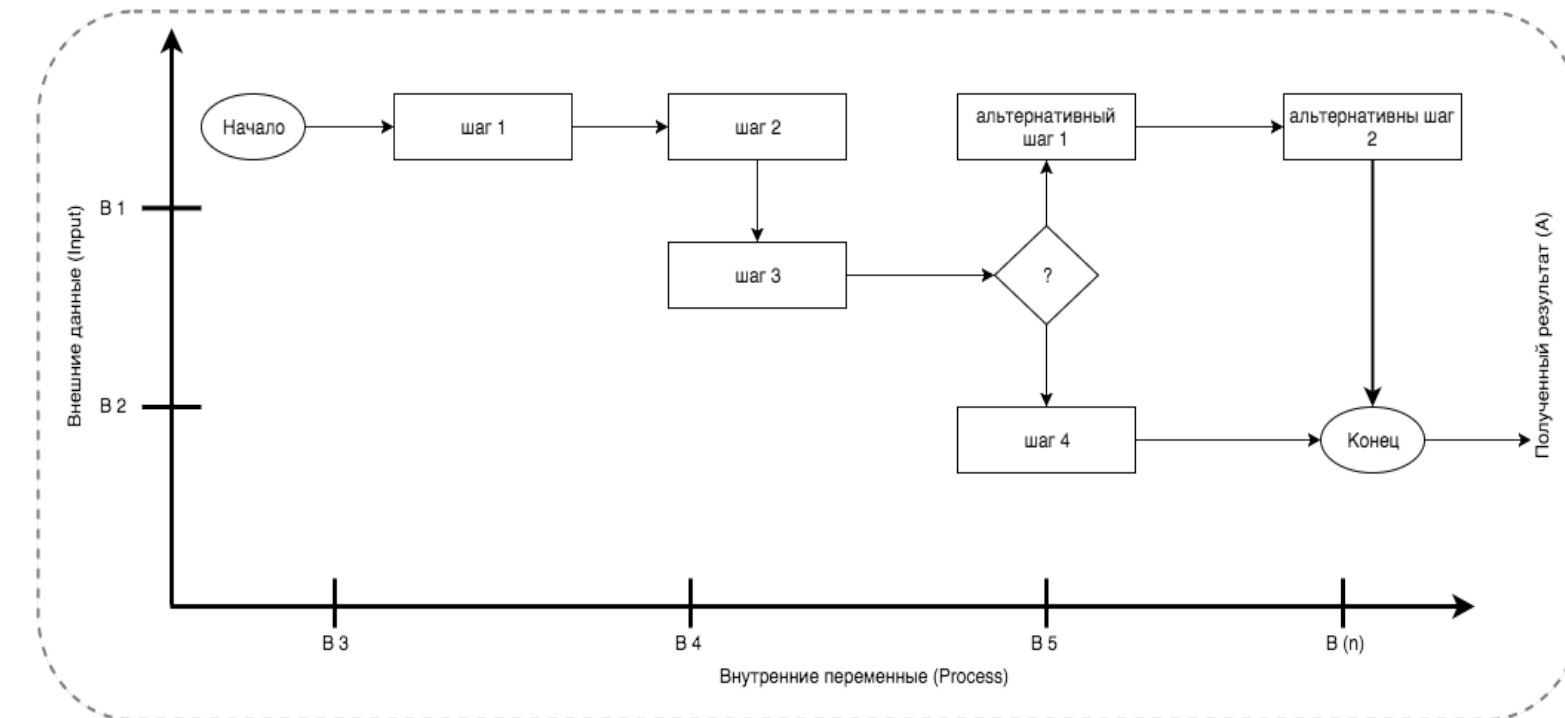 Начало
шаг 1
шаг 2
альтернативный
шаг 1
альтернативны шаг
2
В 1
шаг 3
?
В 2
шаг 4
Конец
Внешние данные (Input)
Полученный результат (А)
В 3
В 4
В 5
В (n)
Внутренние переменные (Process)